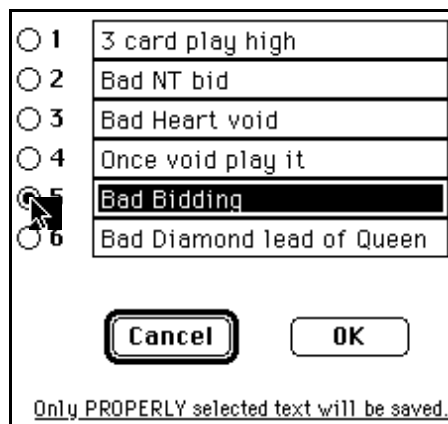 1 3 card play high
2 Bad NT bid
3 Bad Heart void
4 Once void play it
5 Bad Bidding
6 Bad Diamond lead of Queen
Cancel OK
Only PROPERLY selected text will be saved.